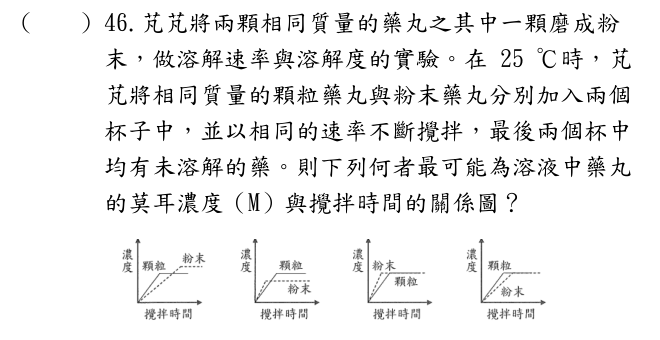 （　　）46. 芃芃將兩顆相同質量的藥丸之其中一顆磨成粉
末，做溶解速率與溶解度的實驗。在 25 ℃時，芃
芃將相同質量的顆粒藥丸與粉末藥丸分別加入兩個
杯子中，並以相同的速率不斷攪拌，最後兩個杯中
均有未溶解的藥。則下列何者最可能為溶液中藥丸
的莫耳濃度（M）與攪拌時間的關係圖？
濃度 顆粒 粉末 攪拌時間
濃度 顆粒 粉末 攪拌時間
濃度 粉末 顆粒 攪拌時間
濃度 顆粒 粉末 攪拌時間